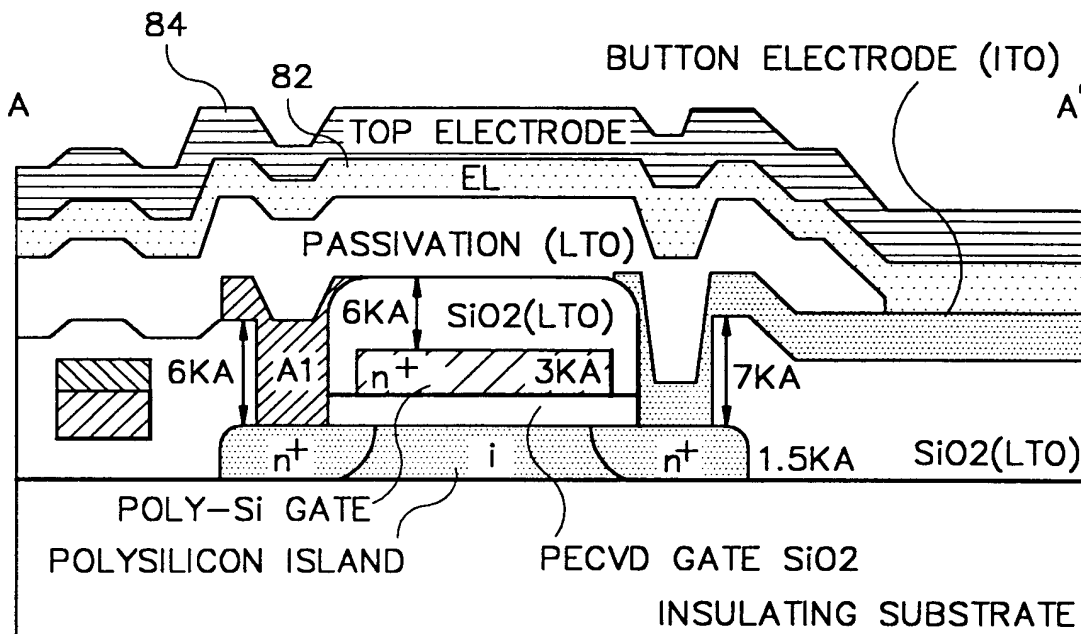 84
BUTTON ELECTRODE (ITO)
82
A
A'
TOP ELECTRODE
EL
PASSIVATION (LTO)
6KA
SiO2(LTO)
6KA
A1
n+
3KA
7KA
n+
i
n+
1.5KA
SiO2(LTO)
POLY-Si GATE
POLYSILICON ISLAND
PECVD GATE SiO2
INSULATING SUBSTRATE